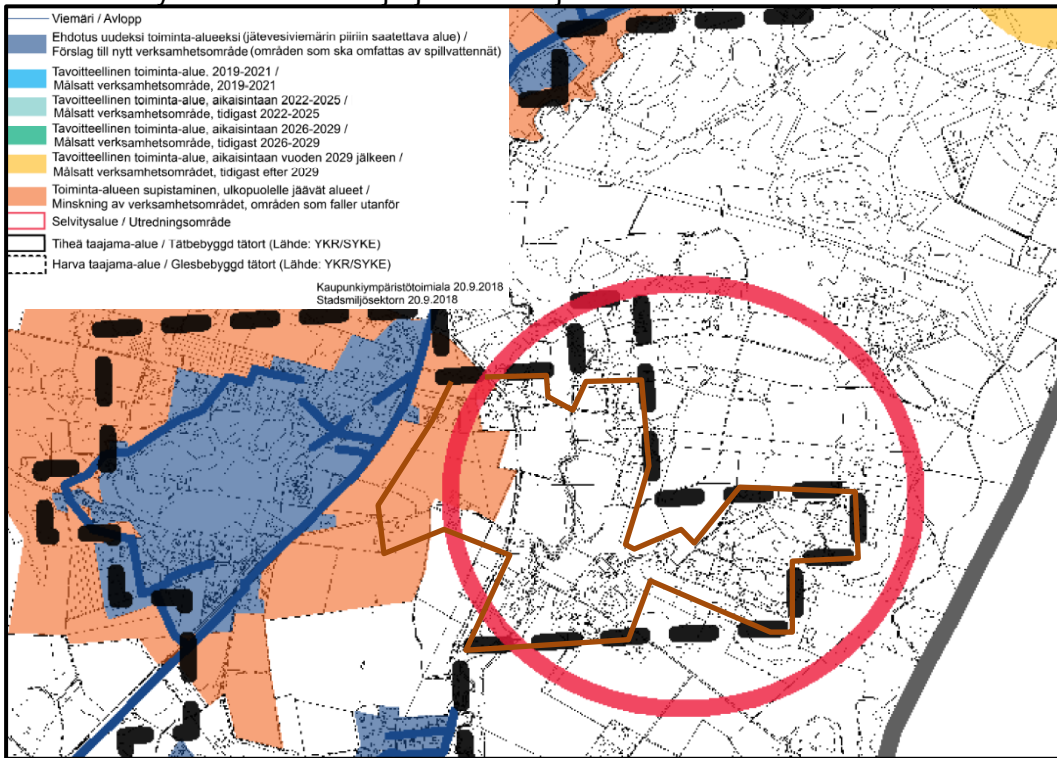 Viemäri / Avlopp
Ehdotus uudeksi toiminta-alueeksi (jätevesiviemärin piiriin saatettava alue) /
Förslag till nytt verksamhetsområde (områden som ska omfattas av spillvattennät)
Tavoitteellinen toiminta-alue. 2019-2021 /
Målsatt verksamhetsområde, 2019-2021
Tavoitteellinen toiminta-alue, aikaisintaan 2022-2025 /
Målsatt verksamhetsområde, tidigast 2022-2025
Tavoitteellinen toiminta-alue, aikaisintaan 2026-2029 /
Målsatt verksamhetsområde, tidigast 2026-2029
Tavoitteellinen toiminta-alue, aikaisintaan vuoden 2029 jälkeen /
Målsatt verksamhetsområdet, tidigast efter 2029
Toiminta-alueen supistaminen, ulkopuolelle jäävät alueet /
Minskning av verksamhetsområdet, områden som faller utanför
Selvitysalue / Utredningsområde
Tiheä taajama-alue / Tätbebyggd tätort (Lähde: YKR/SYKE)
Harva taajama-alue / Glesbebyggd tätort (Lähde: YKR/SYKE)
Kaupunkiympäristötoimiala 20.9.2018
Stadsmiljösektorn 20.9.2018